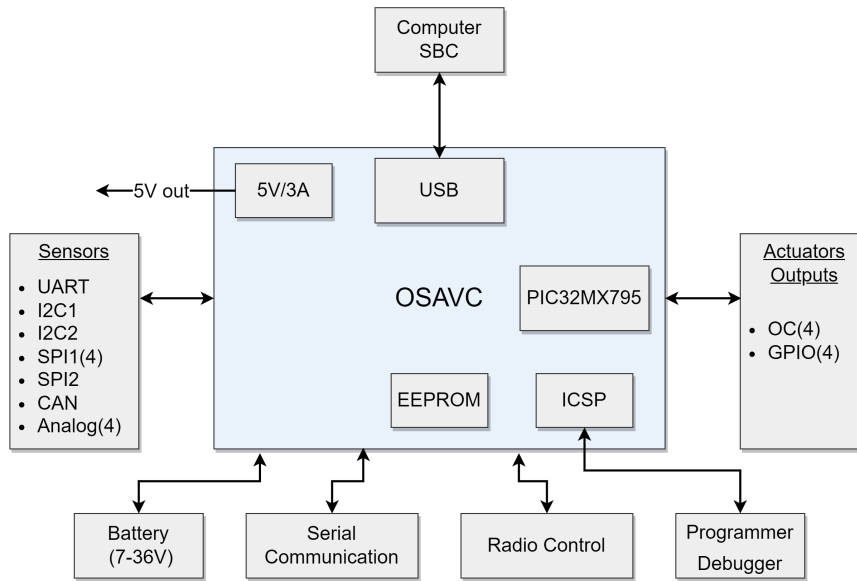 Computer
SBC
5V out
5V/3A
USB
Sensors
• UART
• I2C1
• I2C2
• SPI1(4)
• SPI2
• CAN
• Analog(4)
OSAVC
PIC32MX795
Actuators
Outputs
• OC(4)
• GPIO(4)
EEPROM
ICSP
Battery
(7-36V)
Serial
Communication
Radio Control
Programmer
Debugger